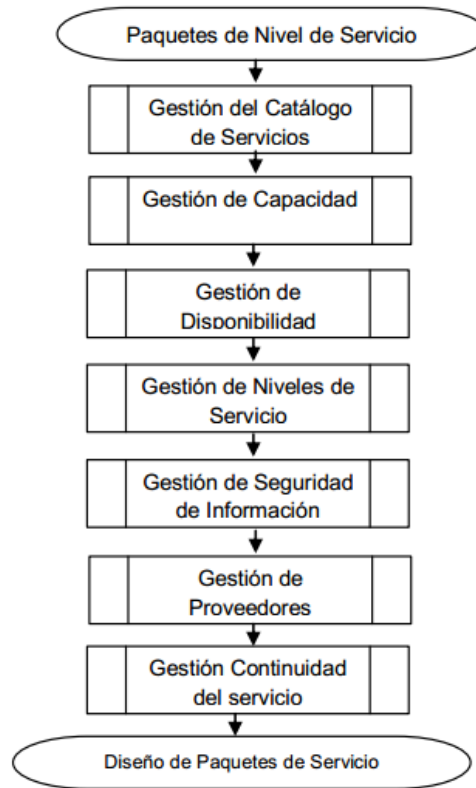 Paquetes de Nivel de Servicio
Gestión del Catálogo
de Servicios
Gestión de Capacidad
Gestión de
Disponibilidad
Gestión de Niveles de
Servicio
Gestión de Seguridad
de Información
Gestión de
Proveedores
Gestión Continuidad
del servicio
Diseño de Paquetes de Servicio